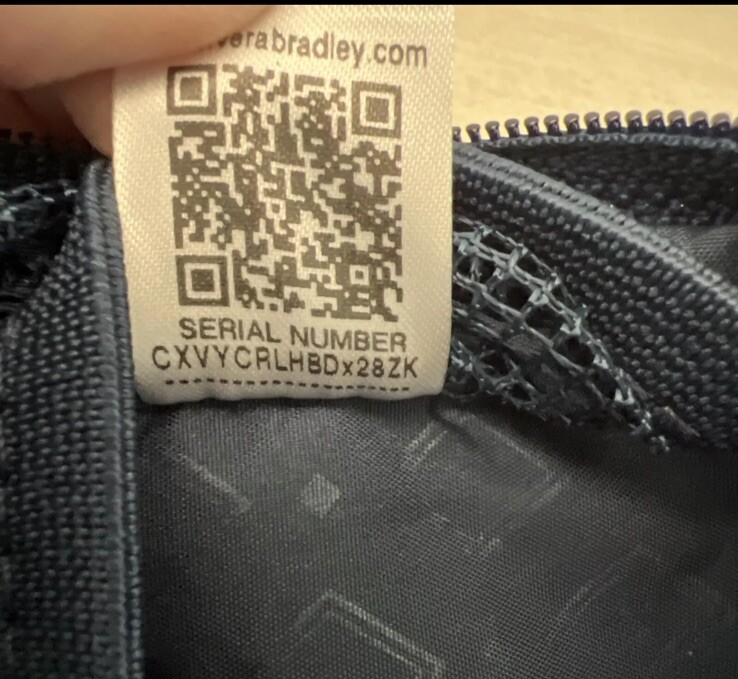 verabradley.com
SERIAL NUMBER
CXVYCRLHBDx28ZK